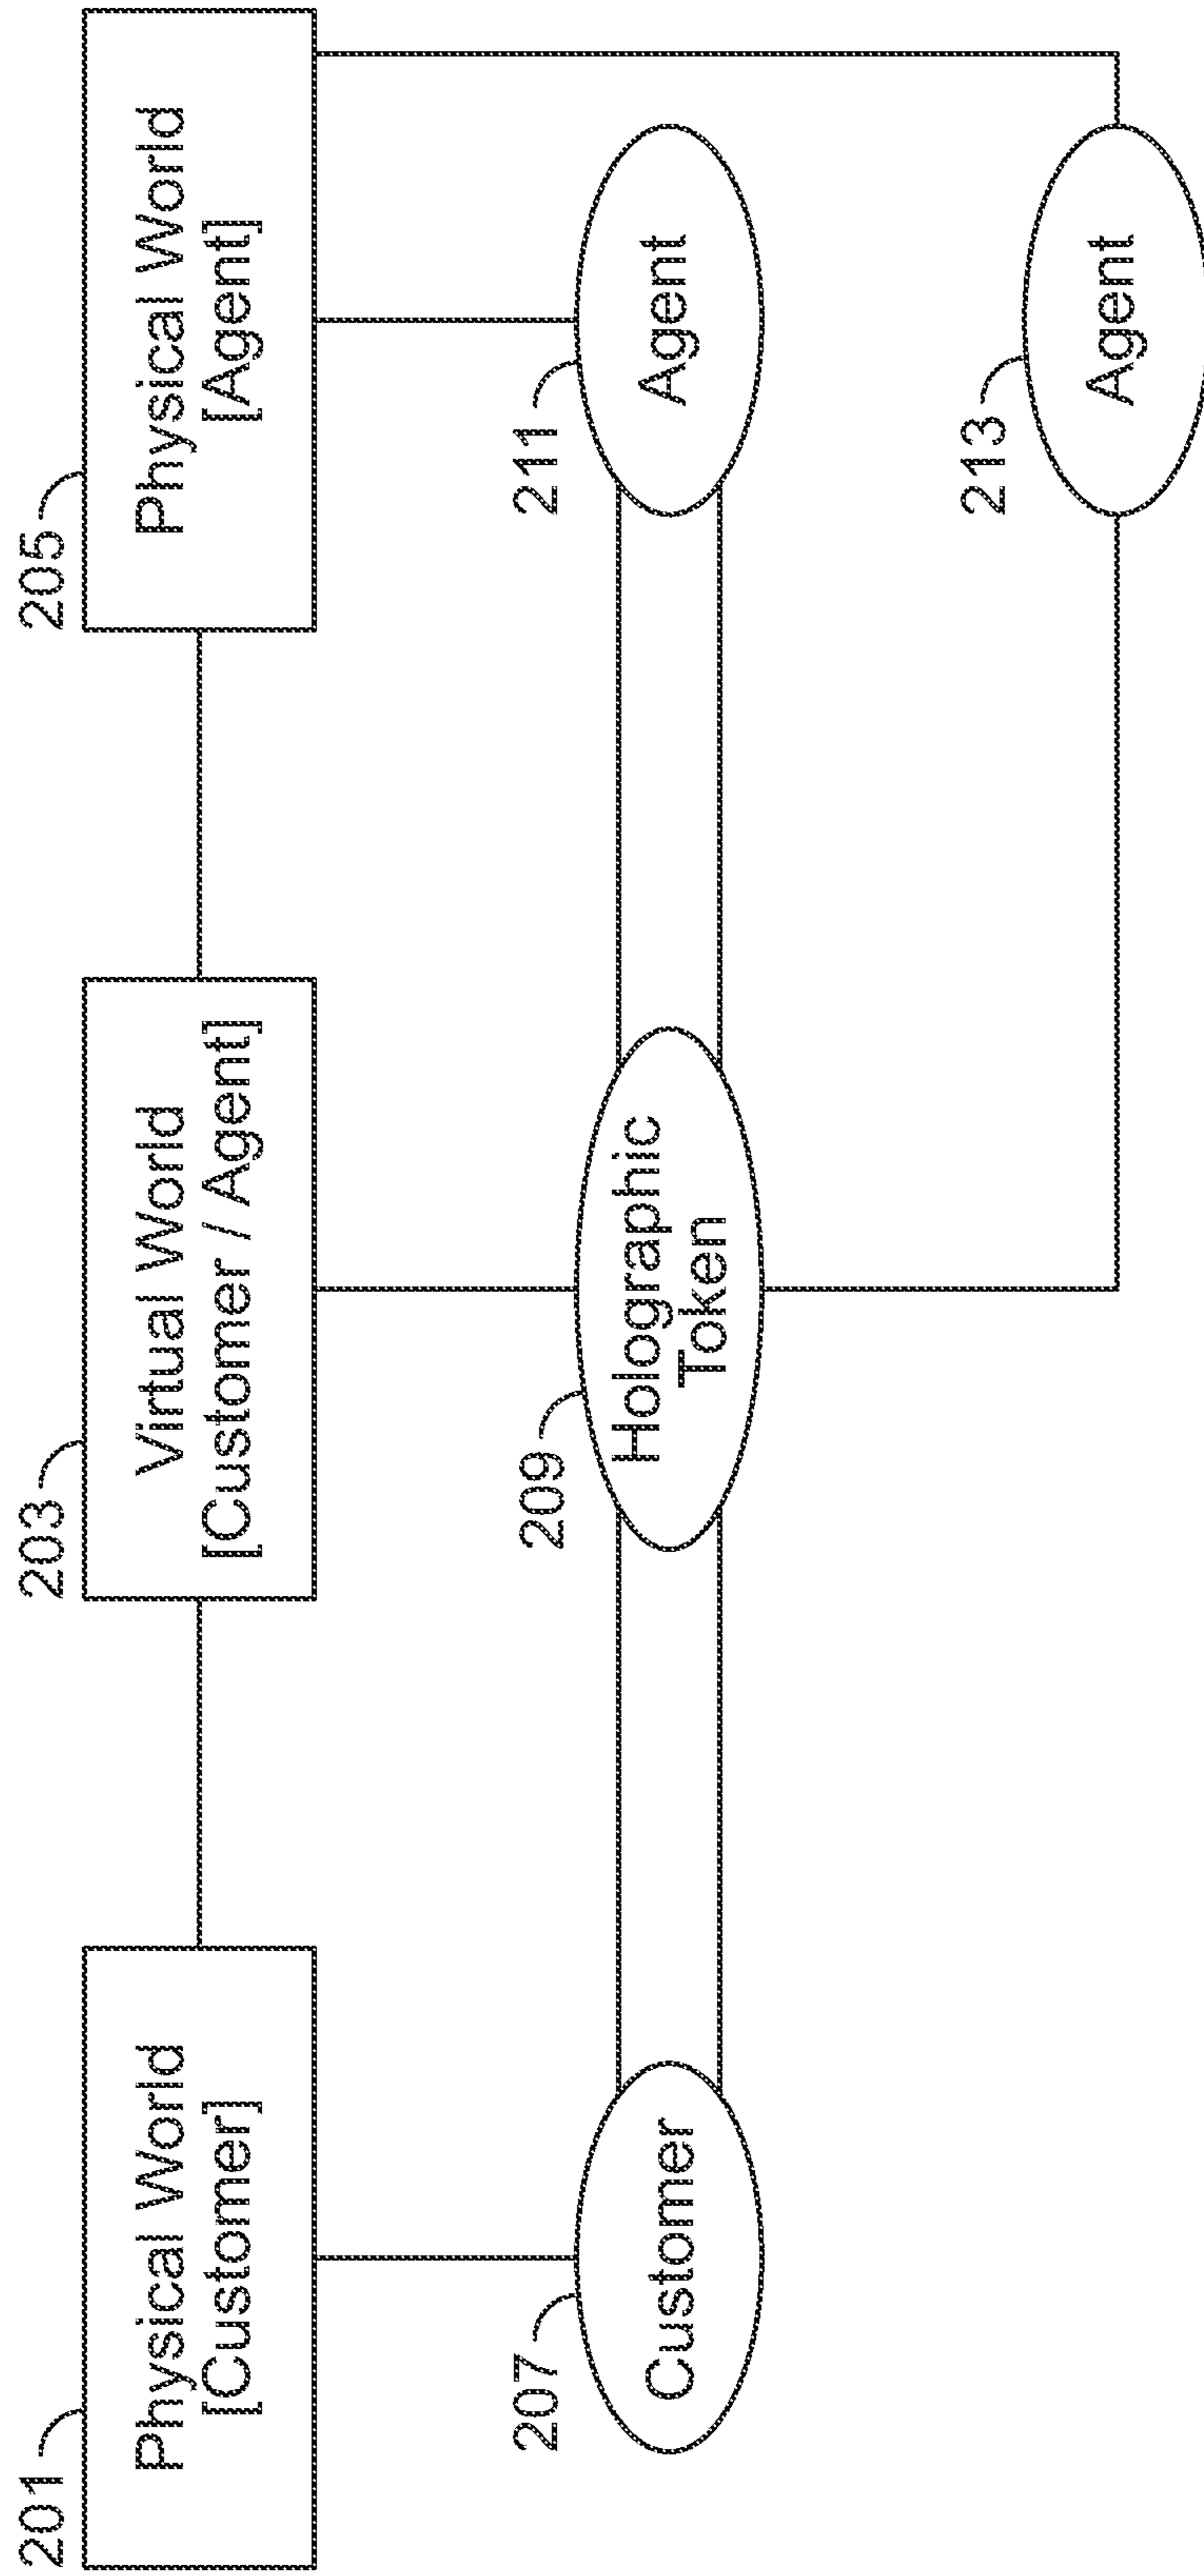 201
Physical World
[Customer]
203
Virtual World
[Customer / Agent]
205
Physical World
[Agent]
207
Customer
209
Holographic
Token
211
Agent
213
Agent